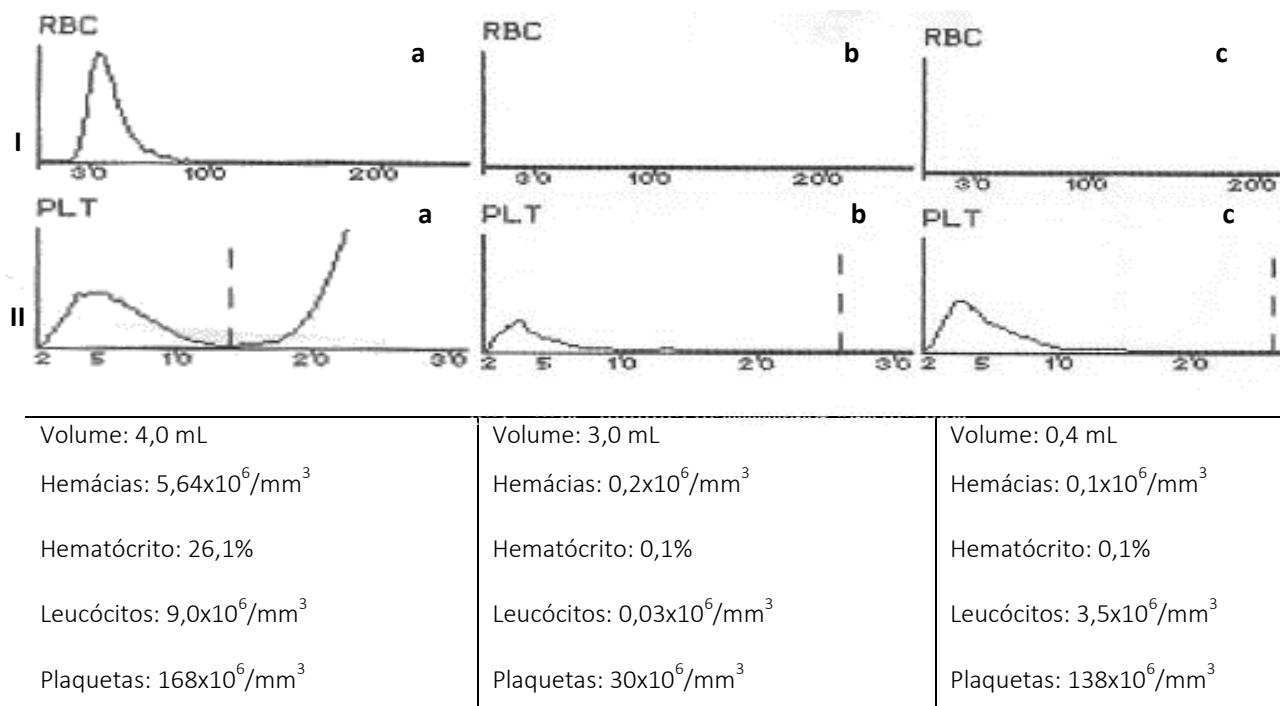 RBC a
RBC b
RBC c
I
30 100 200
30 100 200
30 100 200
PLT a
PLT b
PLT c
II
2 5 10 20 30
2 5 10 20 30
2 5 10 20
Volume: 4,0 mL
Hemácias: 5,64x10⁶/mm³
Hematócrito: 26,1%
Leucócitos: 9,0x10⁶/mm³
Plaquetas: 168x10⁶/mm³
Volume: 3,0 mL
Hemácias: 0,2x10⁶/mm³
Hematócrito: 0,1%
Leucócitos: 0,03x10⁶/mm³
Plaquetas: 30x10⁶/mm³
Volume: 0,4 mL
Hemácias: 0,1x10⁶/mm³
Hematócrito: 0,1%
Leucócitos: 3,5x10⁶/mm³
Plaquetas: 138x10⁶/mm³